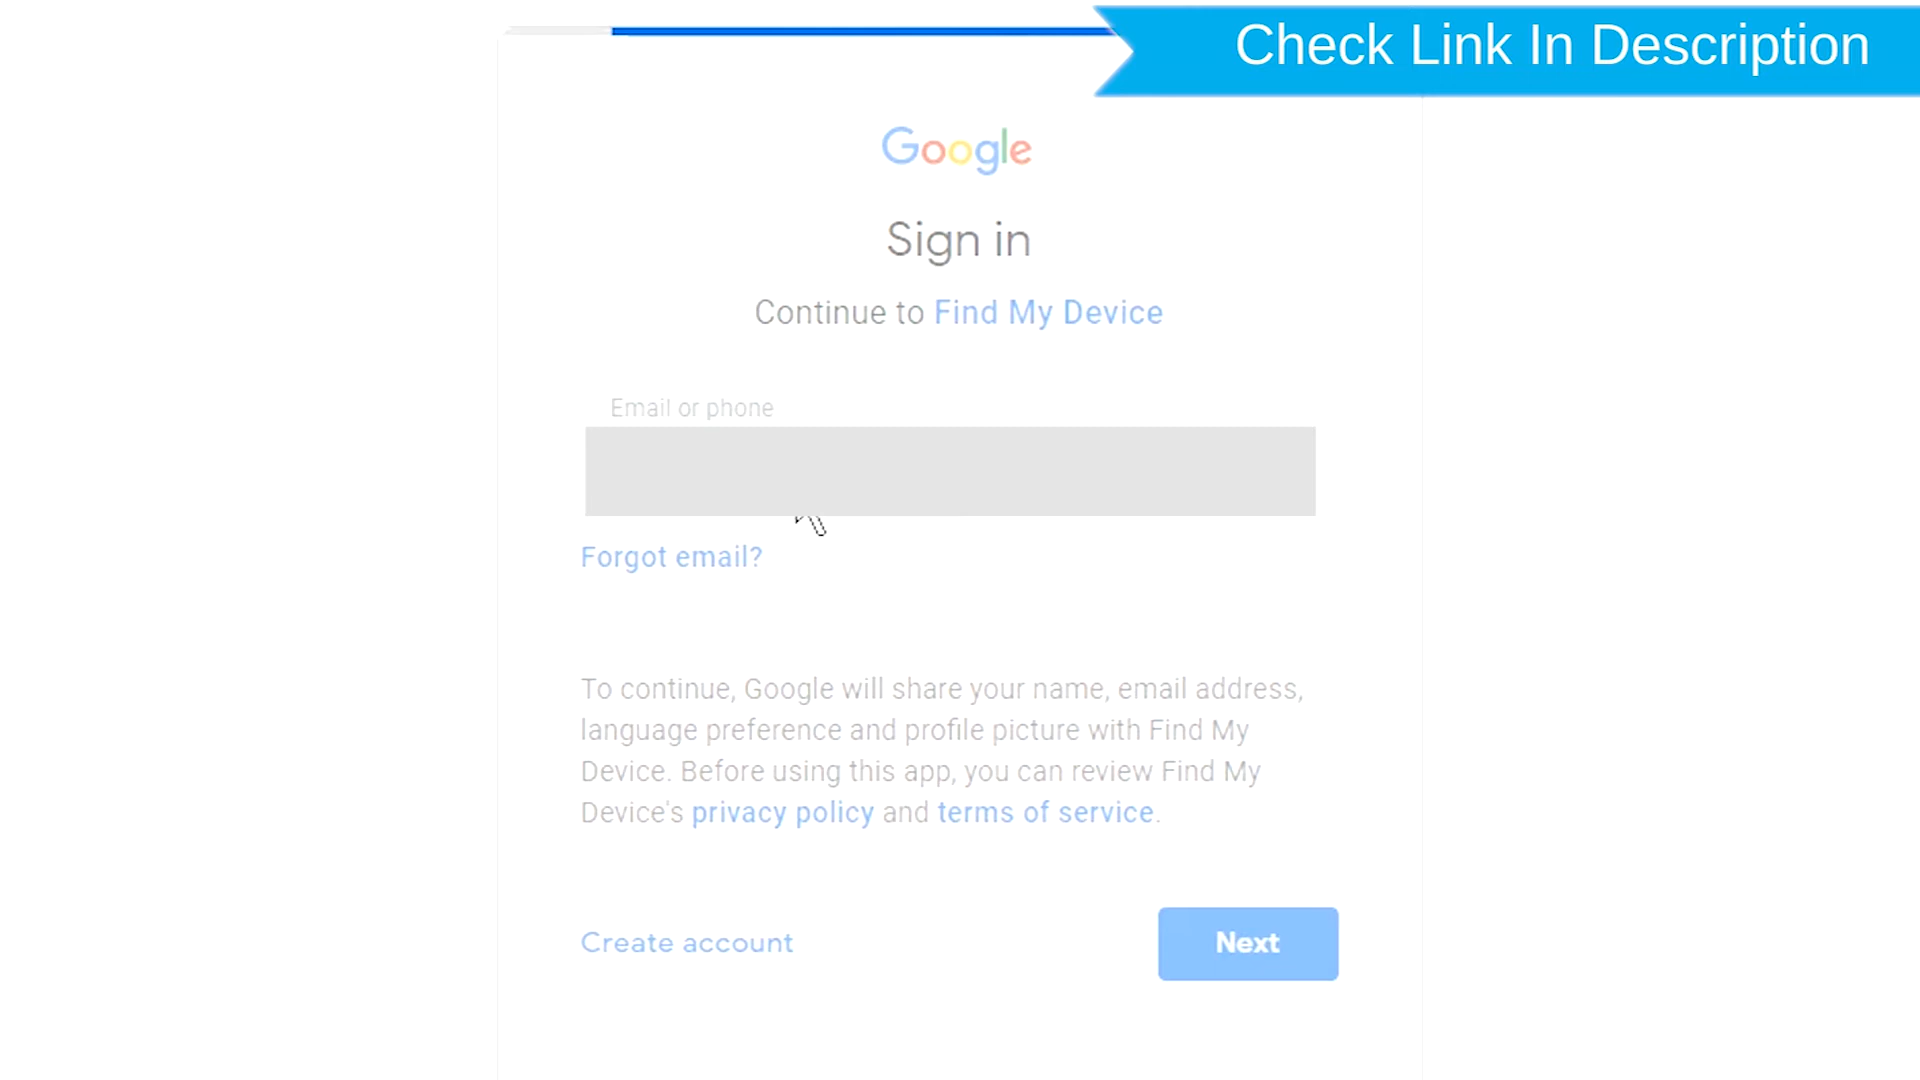 Check Link In Description
Google
Sign in
Continue to Find My Device
Email or phone
Forgot email?
To continue, Google will share your name, email address,
language preference and profile picture with Find My
Device. Before using this app, you can review Find My
Device's privacy policy and terms of service.
Create account
Next